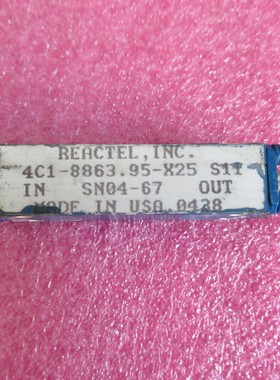 REACTEL,INC.
4C1-8863.95-X25 S11
IN SN04-67 OUT
MADE IN USA 0438